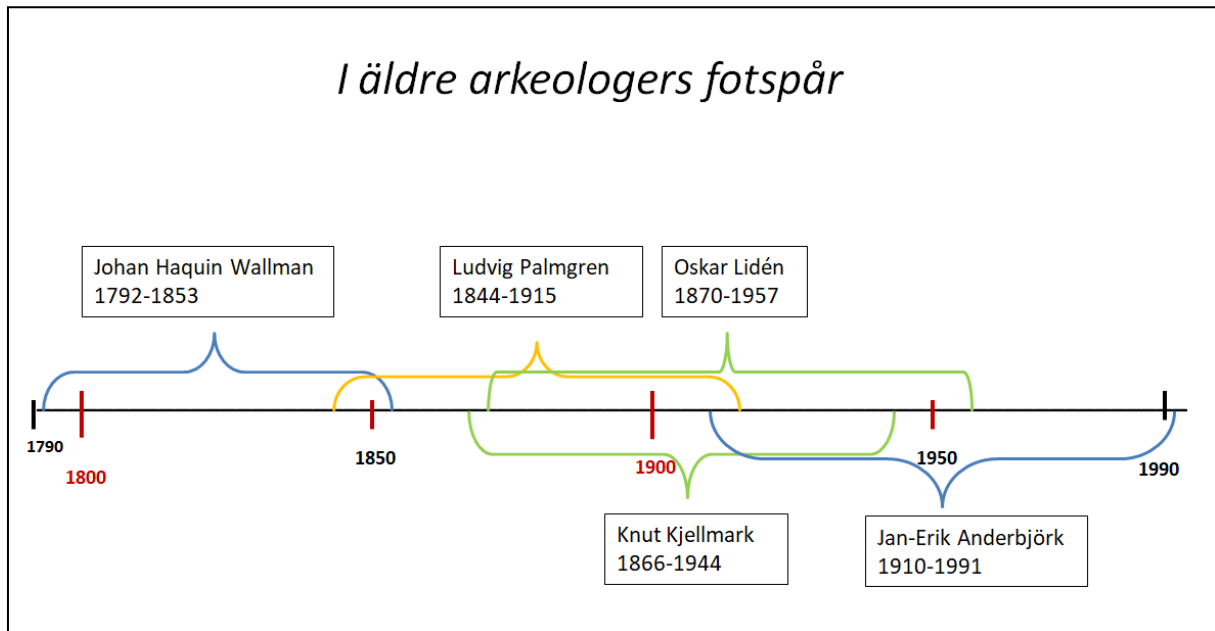 I äldre arkeologers fotspår
Johan Haquin Wallman
1792-1853
Ludvig Palmgren
1844-1915
Oskar Lidén
1870-1957
1790
1800
1850
1900
1950
1990
Knut Kjellmark
1866-1944
Jan-Erik Anderbjörk
1910-1991